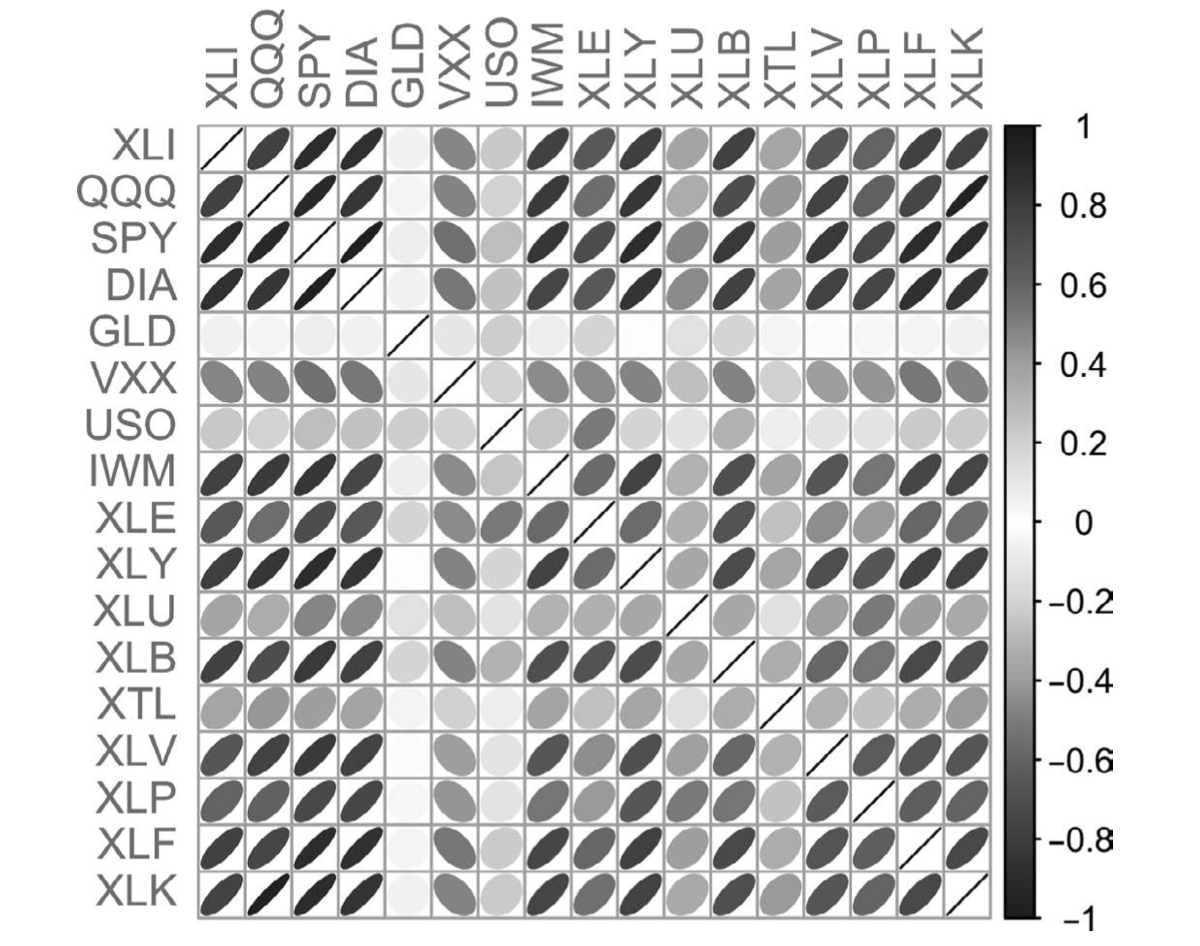 XLI QQQ SPY DIA GLD VXX USO IWM XLE XLY XLU XLB XTL XLV XLP XLF XLK
XLI
QQQ
SPY
DIA
GLD
VXX
USO
IWM
XLE
XLY
XLU
XLB
XTL
XLV
XLP
XLF
XLK
1
0.8
0.6
0.4
0.2
0
−0.2
−0.4
−0.6
−0.8
−1